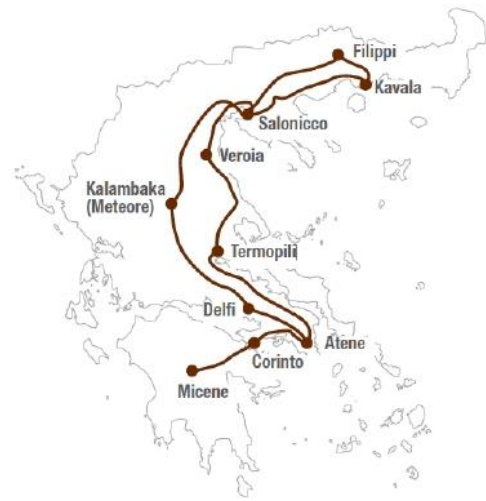 Filippi
Kavala
Salonicco
Veroia
Kalambaka
(Meteore)
Termopili
Delfi
Atene
Corinto
Micene